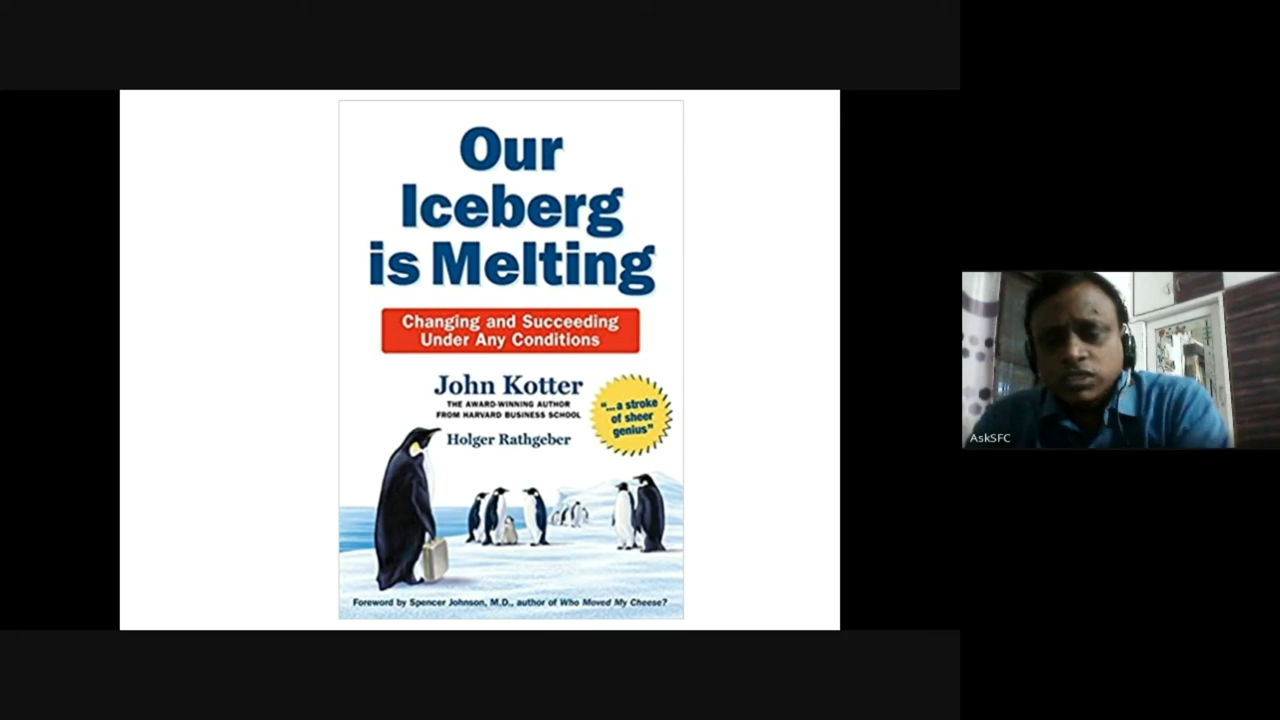 Our
Iceberg
is Melting
Changing and Succeeding
Under Any Conditions
John Kotter
THE AWARD-WINNING AUTHOR
FROM HARVARD BUSINESS SCHOOL
Holger Rathgeber
"...a stroke
of sheer
genius"
Foreword by Spencer Johnson, M.D., author of Who Moved My Cheese?
AskSFC